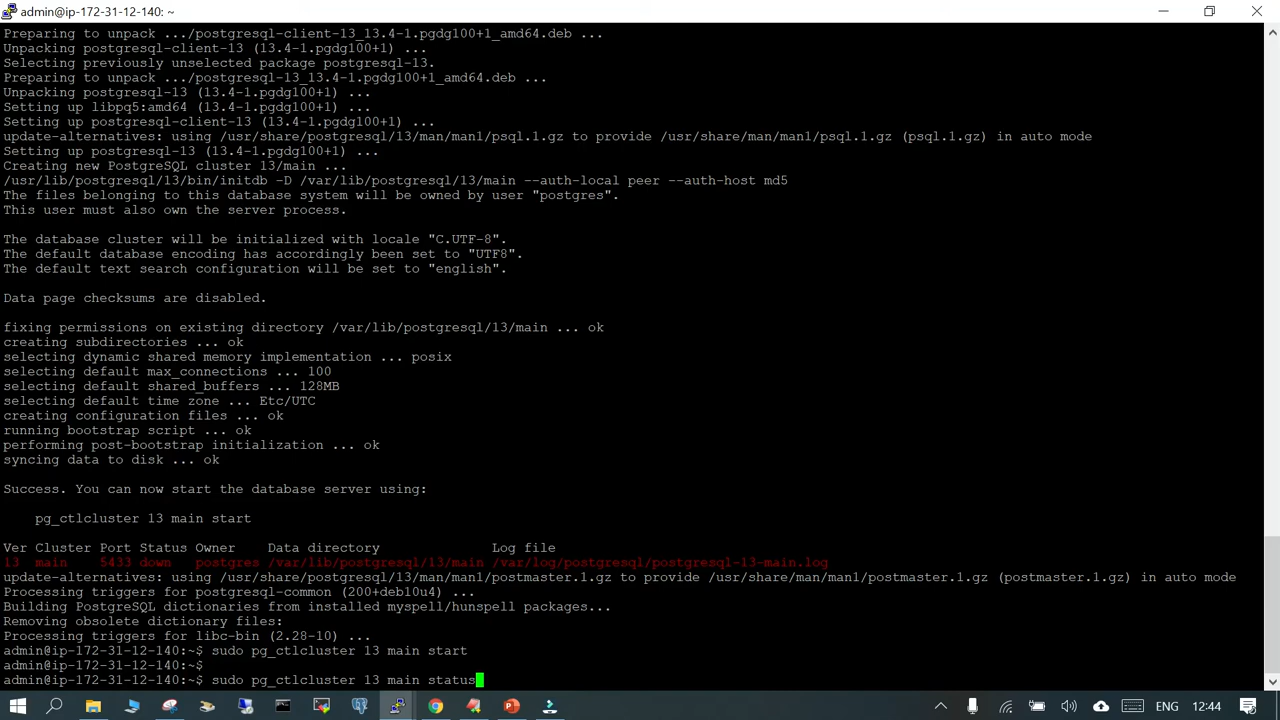 admin@ip-172-31-12-140: ~
Preparing to unpack .../postgresql-client-13_13.4-1.pgdg100+1_amd64.deb ...
Unpacking postgresql-client-13 (13.4-1.pgdg100+1) ...
Selecting previously unselected package postgresql-13.
Preparing to unpack .../postgresql-13_13.4-1.pgdg100+1_amd64.deb ...
Unpacking postgresql-13 (13.4-1.pgdg100+1) ...
Setting up libpq5:amd64 (13.4-1.pgdg100+1) ...
Setting up postgresql-client-13 (13.4-1.pgdg100+1) ...
update-alternatives: using /usr/share/postgresql/13/man/man1/psql.1.gz to provide /usr/share/man/man1/psql.1.gz (psql.1.gz) in auto mode
Setting up postgresql-13 (13.4-1.pgdg100+1) ...
Creating new PostgreSQL cluster 13/main ...
/usr/lib/postgresql/13/bin/initdb -D /var/lib/postgresql/13/main --auth-local peer --auth-host md5
The files belonging to this database system will be owned by user "postgres".
This user must also own the server process.
The database cluster will be initialized with locale "C.UTF-8".
The default database encoding has accordingly been set to "UTF8".
The default text search configuration will be set to "english".
Data page checksums are disabled.
fixing permissions on existing directory /var/lib/postgresql/13/main ... ok
creating subdirectories ... ok
selecting dynamic shared memory implementation ... posix
selecting default max_connections ... 100
selecting default shared_buffers ... 128MB
selecting default time zone ... Etc/UTC
creating configuration files ... ok
running bootstrap script ... ok
performing post-bootstrap initialization ... ok
syncing data to disk ... ok
Success. You can now start the database server using:
pg_ctlcluster 13 main start
Ver Cluster Port Status Owner Data directory Log file
13 main 5433 down postgres /var/lib/postgresql/13/main /var/log/postgresql/postgresql-13-main.log
update-alternatives: using /usr/share/postgresql/13/man/man1/postmaster.1.gz to provide /usr/share/man/man1/postmaster.1.gz (postmaster.1.gz) in auto mode
Processing triggers for postgresql-common (200+deb10u4) ...
Building PostgreSQL dictionaries from installed myspell/hunspell packages...
Removing obsolete dictionary files:
Processing triggers for libc-bin (2.28-10) ...
admin@ip-172-31-12-140:~$ sudo pg_ctlcluster 13 main start
admin@ip-172-31-12-140:~$
admin@ip-172-31-12-140:~$ sudo pg_ctlcluster 13 main status
ENG 12:44